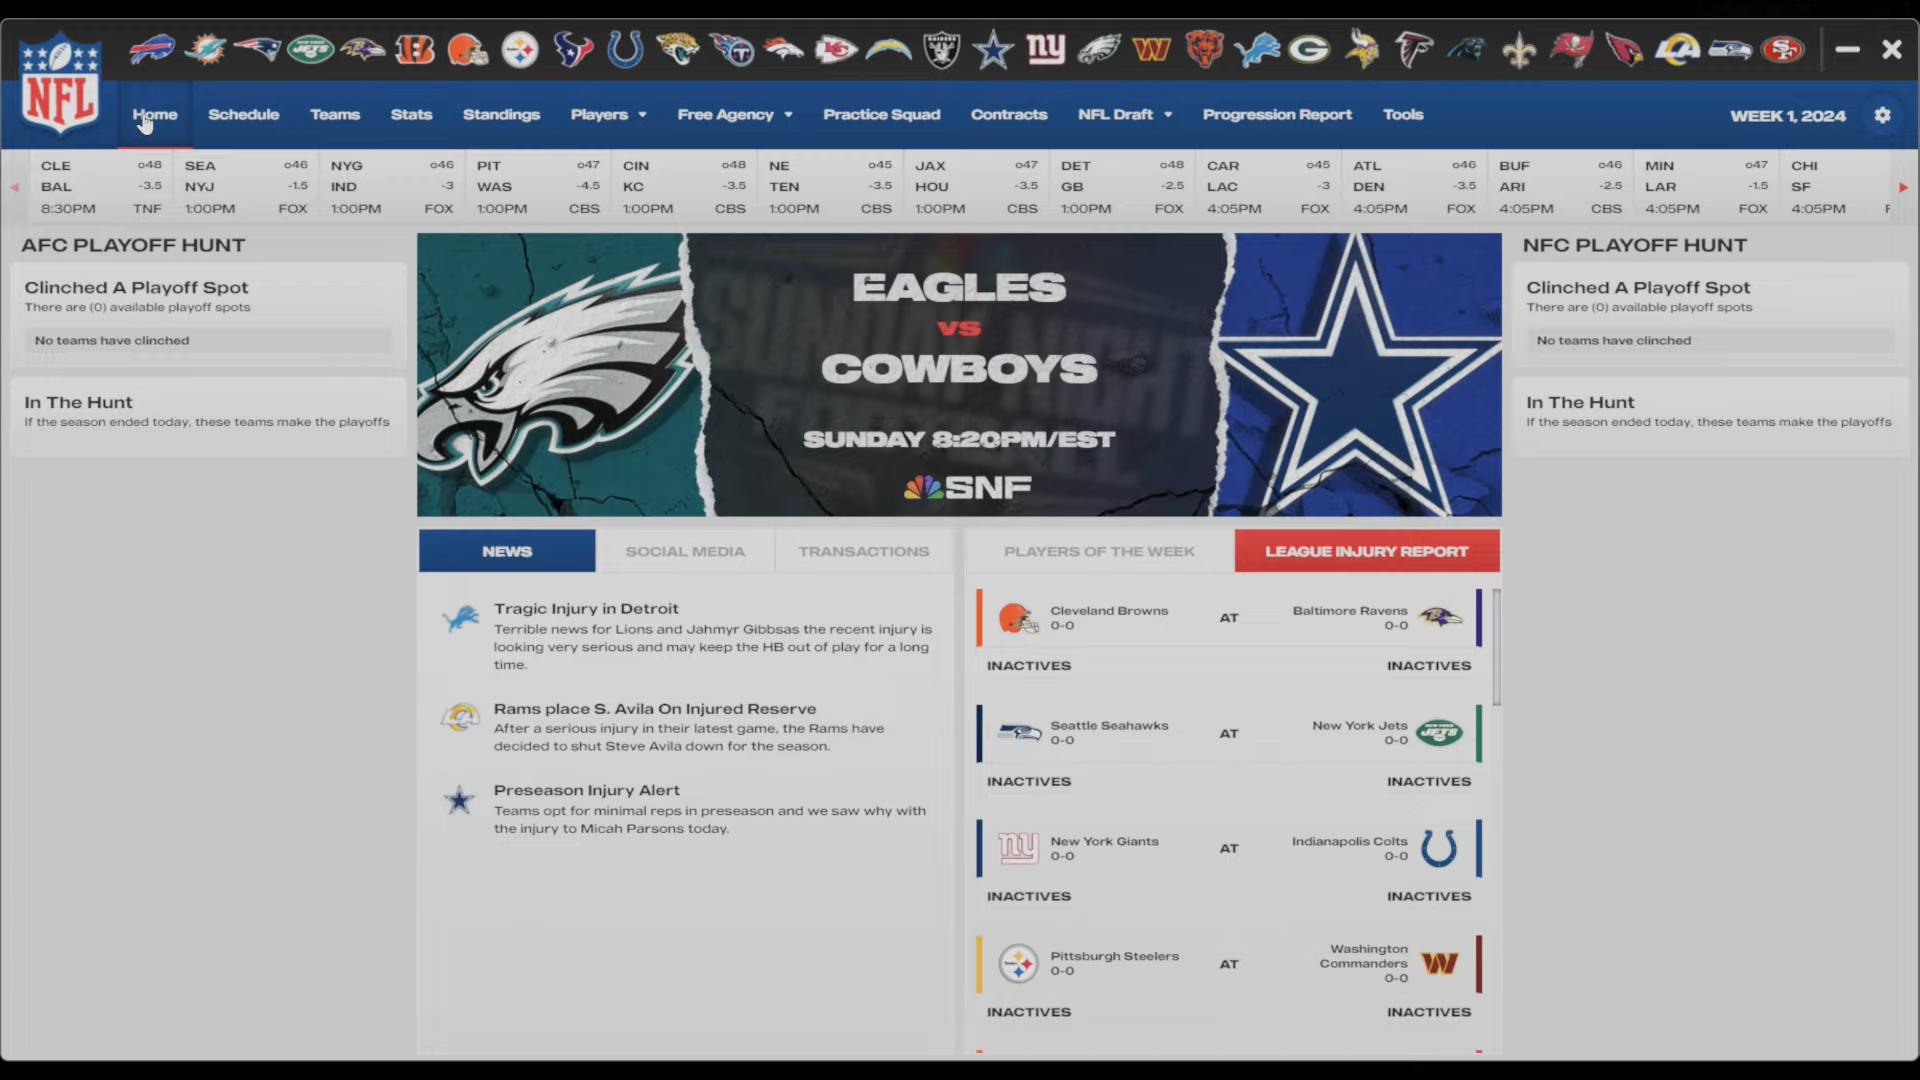 NFL
Home Schedule Teams Stats Standings Players Free Agency Practice Squad Contracts NFL Draft Progression Report Tools WEEK 1, 2024
CLE o48 SEA o46 NYG o46 PIT o47 CIN o48 NE o45 JAX o47 DET o48 CAR o45 ATL o46 BUF o46 MIN o47 CHI
BAL -3.5 NYJ -1.5 IND -3 WAS -4.5 KC -3.5 TEN -3.5 HOU -3.5 GB -2.5 LAC -3 DEN -3.5 ARI -2.5 LAR -1.5 SF
8:30PM TNF 1:00PM FOX 1:00PM FOX 1:00PM CBS 1:00PM CBS 1:00PM CBS 1:00PM CBS 1:00PM FOX 4:05PM FOX 4:05PM FOX 4:05PM CBS 4:05PM FOX 4:05PM
AFC PLAYOFF HUNT
Clinched A Playoff Spot
There are (0) available playoff spots
No teams have clinched
In The Hunt
If the season ended today, these teams make the playoffs
EAGLES
VS
COWBOYS
SUNDAY 8:20PM/EST
SNF
NFC PLAYOFF HUNT
Clinched A Playoff Spot
There are (0) available playoff spots
No teams have clinched
In The Hunt
If the season ended today, these teams make the playoffs
NEWS SOCIAL MEDIA TRANSACTIONS
Tragic Injury in Detroit
Terrible news for Lions and Jahmyr Gibbsas the recent injury is
looking very serious and may keep the HB out of play for a long
time.
Rams place S. Avila On Injured Reserve
After a serious injury in their latest game, the Rams have
decided to shut Steve Avila down for the season.
Preseason Injury Alert
Teams opt for minimal reps in preseason and we saw why with
the injury to Micah Parsons today.
PLAYERS OF THE WEEK LEAGUE INJURY REPORT
Cleveland Browns AT Baltimore Ravens
0-0 0-0
INACTIVES INACTIVES
Seattle Seahawks AT New York Jets
0-0 0-0
INACTIVES INACTIVES
New York Giants AT Indianapolis Colts
0-0 0-0
INACTIVES INACTIVES
Pittsburgh Steelers AT Washington
Commanders
0-0 0-0
INACTIVES INACTIVES